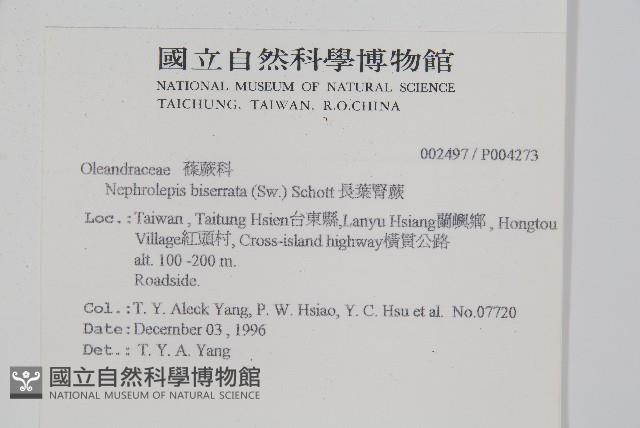 國立自然科學博物館
NATIONAL MUSEUM OF NATURAL SCIENCE
TAICHUNG, TAIWAN, R.O.CHINA
002497 / P004273
Oleandraceae 蓧蕨科
Nephrolepis biserrata (Sw.) Schott 長葉腎蕨
Loc.: Taiwan , Taitung Hsien台東縣,Lanyu Hsiang蘭嶼鄉 , Hongtou
Village紅頭村, Cross-island highway橫貫公路
alt. 100 -200 m.
Roadside.
Col.: T. Y. Aleck Yang, P. W. Hsiao, Y. C. Hsu et al. No.07720
Date: December 03 , 1996
Det.: T. Y. A. Yang
國立自然科學博物館
NATIONAL MUSEUM OF NATURAL SCIENCE